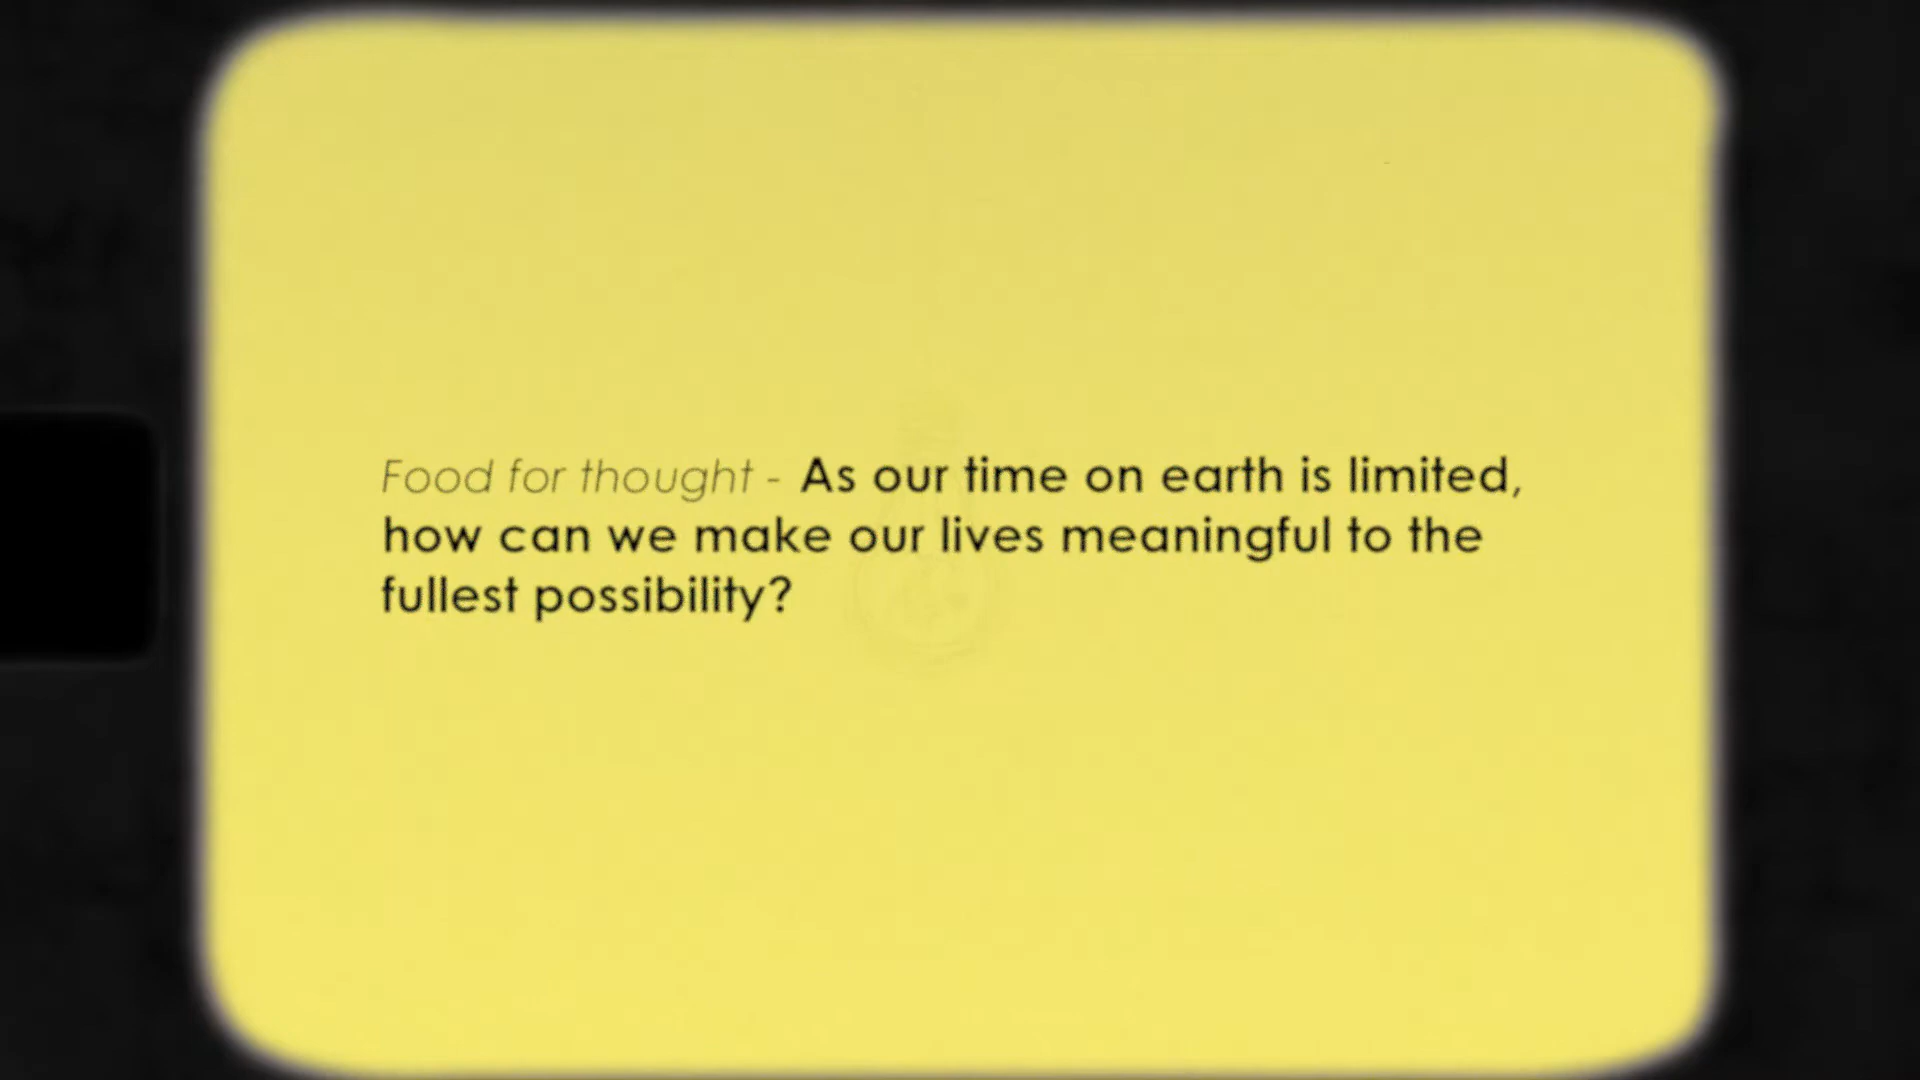 Food for thought - As our time on earth is limited,
how can we make our lives meaningful to the
fullest possibility?